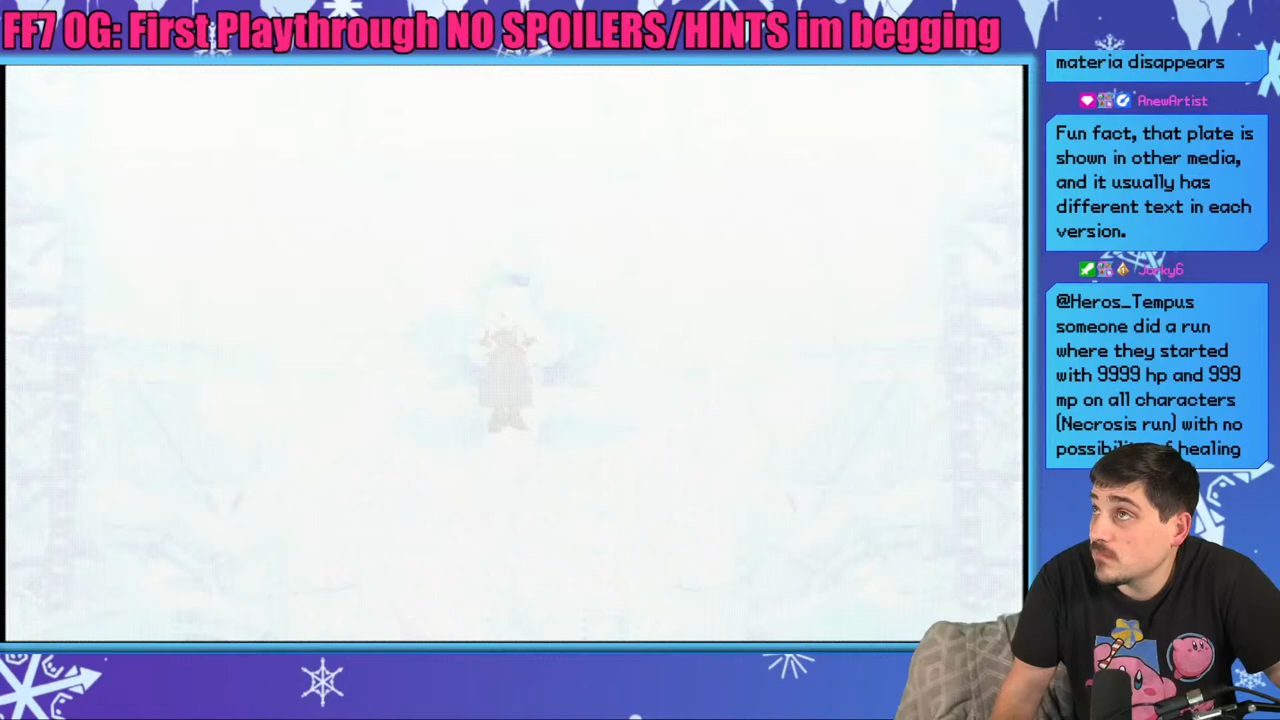 FF7 OG: First Playthrough NO SPOILERS/HINTS im begging
materia disappears
AnewArtist
Fun fact, that plate is
shown in other media,
and it usually has
different text in each
version.
Jonky6
@Heros_Tempus
someone did a run
where they started
with 9999 hp and 999
mp on all characters
(Necrosis run) with no
healing